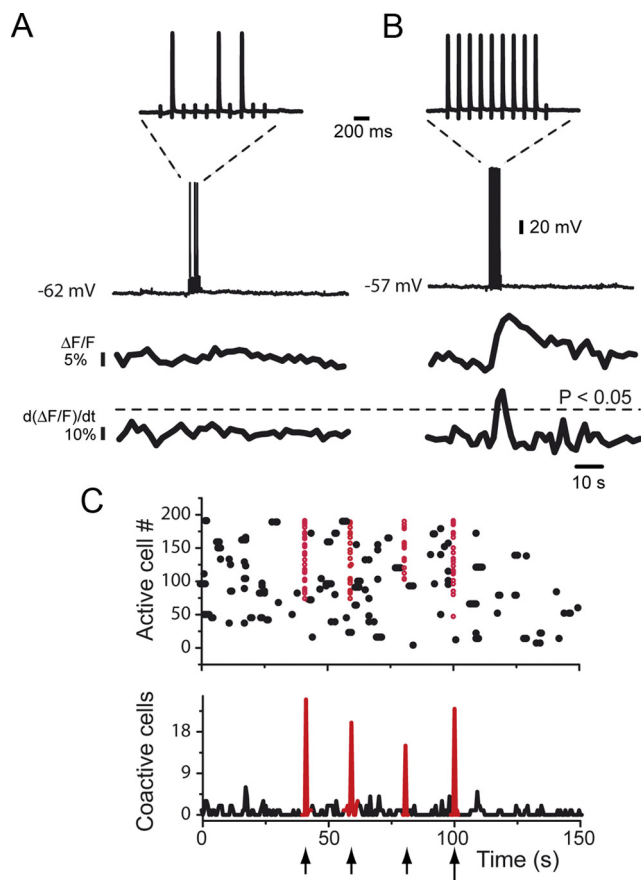 A
B
200 ms
20 mV
-62 mV
-57 mV
ΔF/F
5%
P < 0.05
d(ΔF/F)/dt
10%
10 s
C
Active cell #
200
150
100
50
0
Coactive cells
18
9
0
0 50 100 150
Time (s)